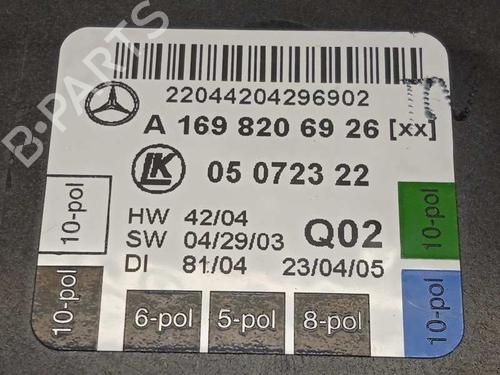 22044204296902
A 169 820 69 26 [xx]
LK 05 0723 22
HW 42/04
SW 04/29/03 Q02
DI 81/04 23/04/05
10-pol
10-pol
6-pol 5-pol 8-pol
10-pol
10-pol
B-PARTS